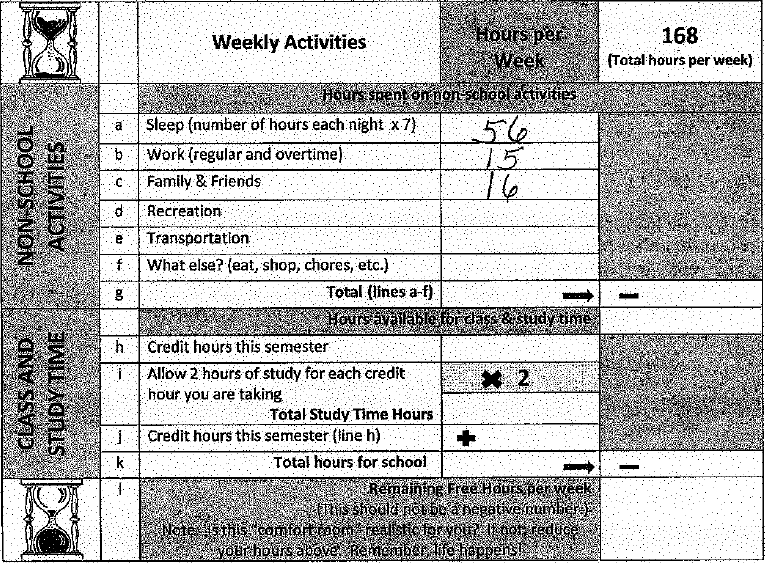 Weekly Activities
Hours per Week
168
(Total hours per week)
Hours spent on non-school activities
NON-SCHOOL ACTIVITIES
a Sleep (number of hours each night x 7) 56
b Work (regular and overtime) 15
c Family & Friends 16
d Recreation
e Transportation
f What else? (eat, shop, chores, etc.)
g Total (lines a-f) → −
Hours available for class & study time
CLASS AND STUDY TIME
h Credit hours this semester
i Allow 2 hours of study for each credit ✖ 2
hour you are taking
Total Study Time Hours
j Credit hours this semester (line h) +
k Total hours for school → −
l Remaining Free Hours per week
(This should not be a negative number.)
Note: Is this "comfort room" realistic for you? If not, reduce
your hours above. Remember, life happens!